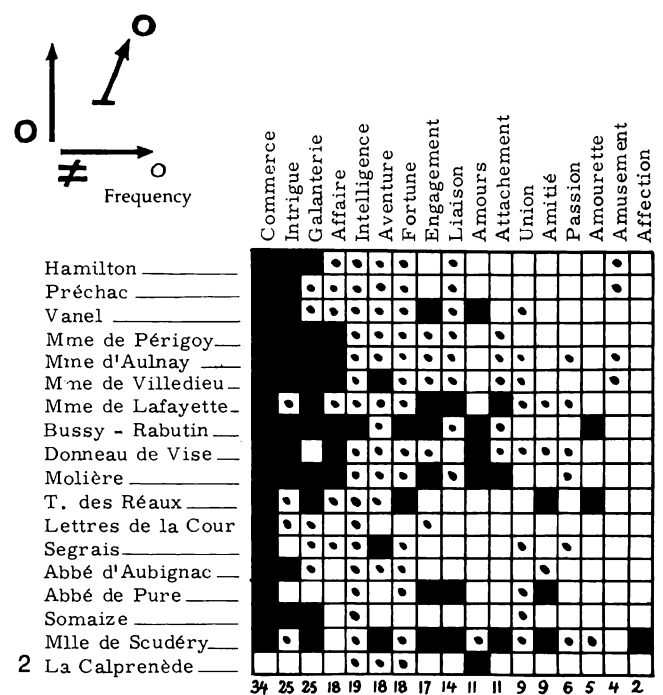 O
O
≠
O
Frequency
Commerce
Intrigue
Galanterie
Affaire
Intelligence
Aventure
Fortune
Engagement
Liaison
Amours
Attachement
Union
Amitié
Passion
Amourette
Amusement
Affection
Hamilton
Préchac
Vanel
Mme de Périgoy
Mme d'Aulnay
Mme de Villedieu
Mme de Lafayette
Bussy - Rabutin
Donneau de Vise
Molière
T. des Réaux
Lettres de la Cour
Segrais
Abbé d'Aubignac
Abbé de Pure
Somaize
Mlle de Scudéry
2 La Calprenède
34 25 25 18 19 18 18 17 14 11 11 9 9 6 5 4 2